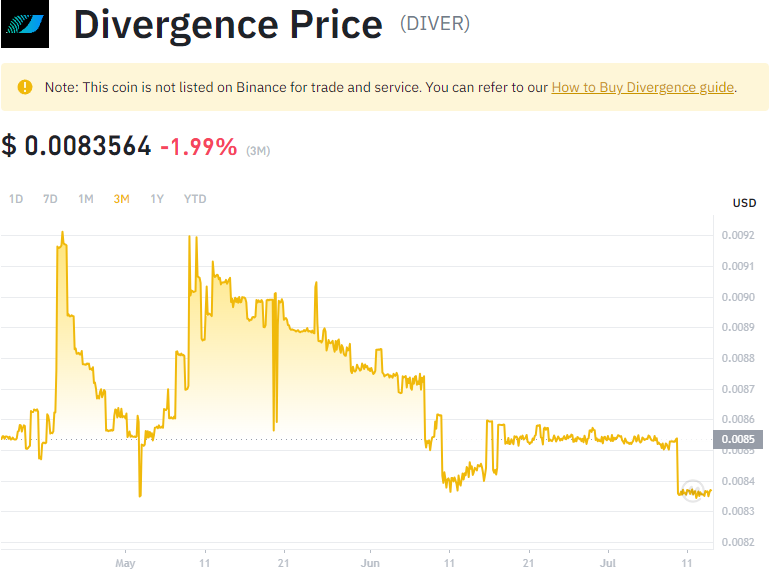 Divergence Price (DIVER)
Note: This coin is not listed on Binance for trade and service. You can refer to our How to Buy Divergence guide.
$ 0.0083564 -1.99% (3M)
1D 7D 1M 3M 1Y YTD
USD
0.0092
0.0091
0.0090
0.0089
0.0088
0.0087
0.0086
0.0085
0.0085
0.0084
0.0083
0.0082
May 11 21 Jun 11 21 Jul 11